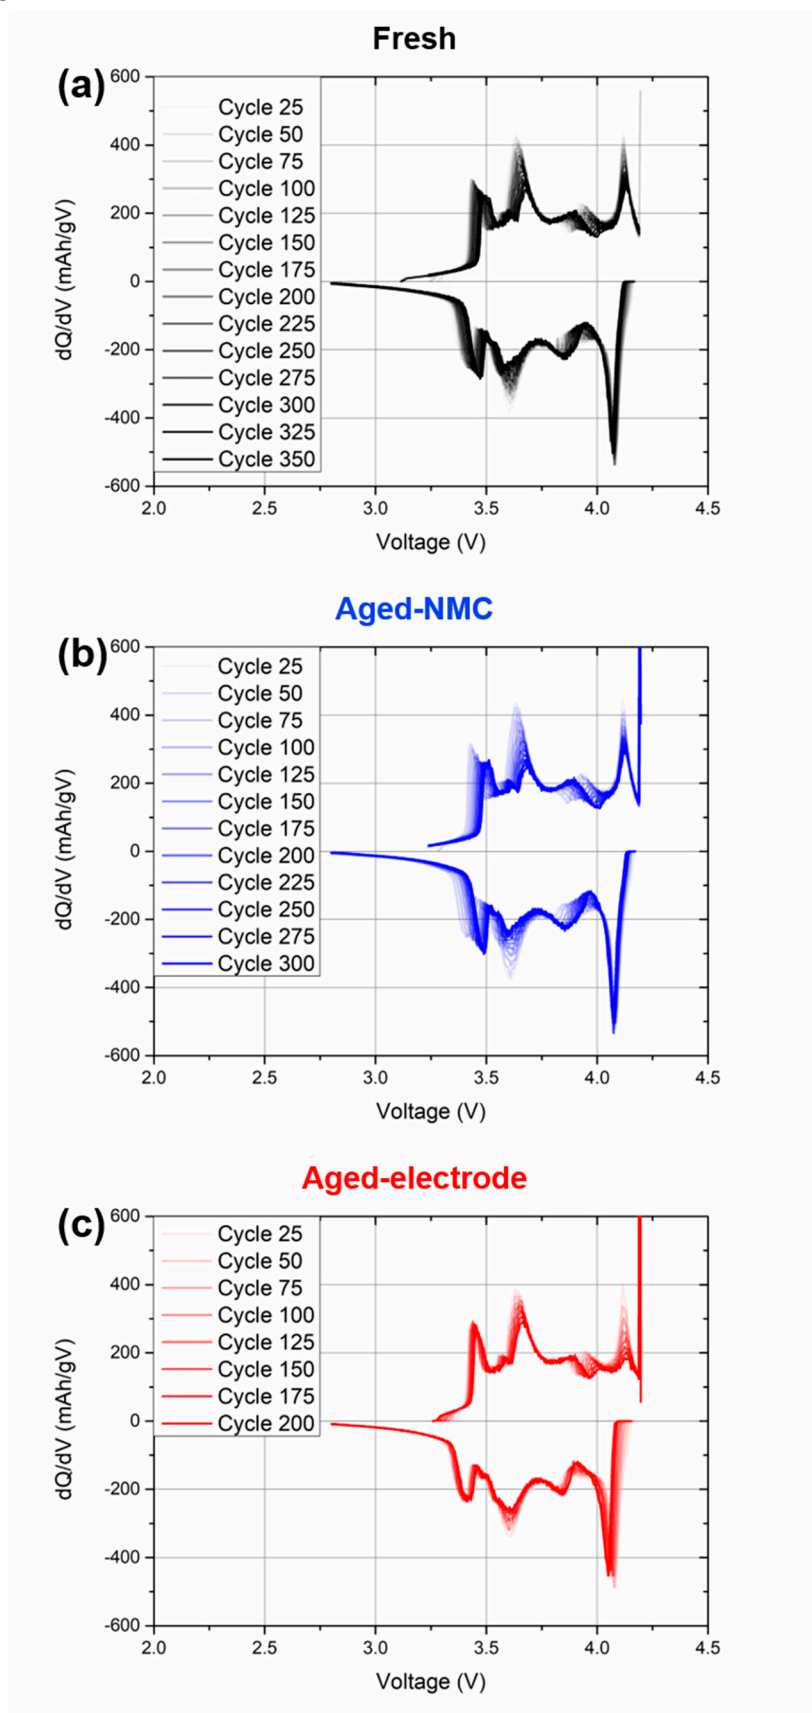 Fresh
(a)
600
400
200
0
-200
-400
-600
dQ/dV (mAh/gV)
Cycle 25
Cycle 50
Cycle 75
Cycle 100
Cycle 125
Cycle 150
Cycle 175
Cycle 200
Cycle 225
Cycle 250
Cycle 275
Cycle 300
Cycle 325
Cycle 350
2.0 2.5 3.0 3.5 4.0 4.5
Voltage (V)
Aged-NMC
(b)
600
400
200
0
-200
-400
-600
dQ/dV (mAh/gV)
Cycle 25
Cycle 50
Cycle 75
Cycle 100
Cycle 125
Cycle 150
Cycle 175
Cycle 200
Cycle 225
Cycle 250
Cycle 275
Cycle 300
2.0 2.5 3.0 3.5 4.0 4.5
Voltage (V)
Aged-electrode
(c)
600
400
200
0
-200
-400
-600
dQ/dV (mAh/gV)
Cycle 25
Cycle 50
Cycle 75
Cycle 100
Cycle 125
Cycle 150
Cycle 175
Cycle 200
2.0 2.5 3.0 3.5 4.0 4.5
Voltage (V)